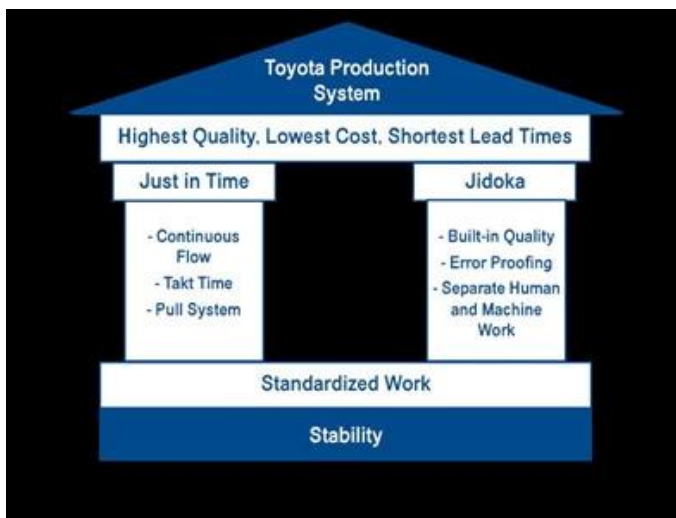 Toyota Production
System
Highest Quality, Lowest Cost, Shortest Lead Times
Just in Time
Jidoka
- Continuous
Flow
- Takt Time
- Pull System
- Built-in Quality
- Error Proofing
- Separate Human
and Machine
Work
Standardized Work
Stability